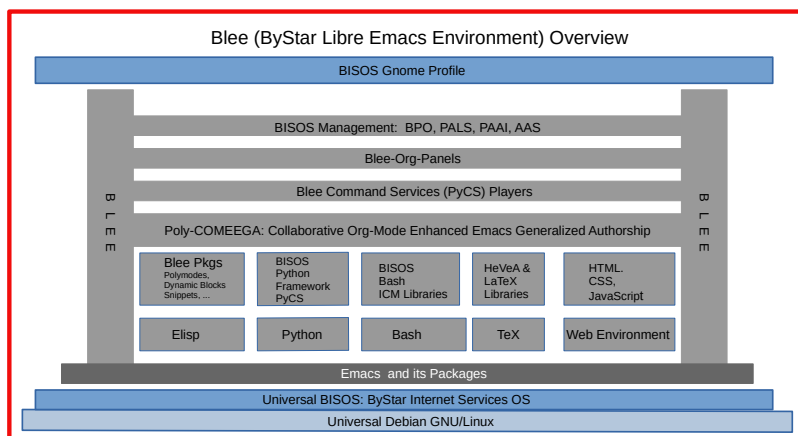 Blee (ByStar Libre Emacs Environment) Overview
BISOS Gnome Profile
BISOS Management:  BPO, PALS, PAAI, AAS
Blee-Org-Panels
Blee Command Services (PyCS) Players
B L E E
B L E E
Poly-COMEEGA: Collaborative Org-Mode Enhanced Emacs Generalized Authorship
Blee Pkgs
Polymodes,
Dynamic Blocks
Snippets, ...
BISOS
Python
Framework
PyCS
BISOS
Bash
ICM Libraries
HeVeA &
LaTeX
Libraries
HTML.
CSS,
JavaScript
Elisp
Python
Bash
TeX
Web Environment
Emacs  and its Packages
Universal BISOS: ByStar Internet Services OS
Universal Debian GNU/Linux